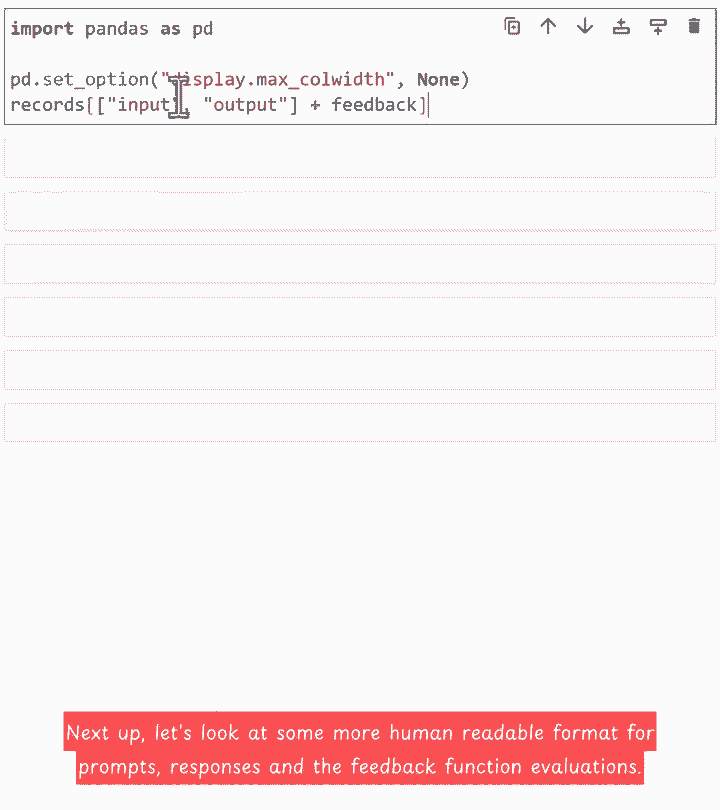 import pandas as pd
pd.set_option("display.max_colwidth", None)
records[["input", "output"] + feedback]
Next up, let's look at some more human readable format for
prompts, responses and the feedback function evaluations.